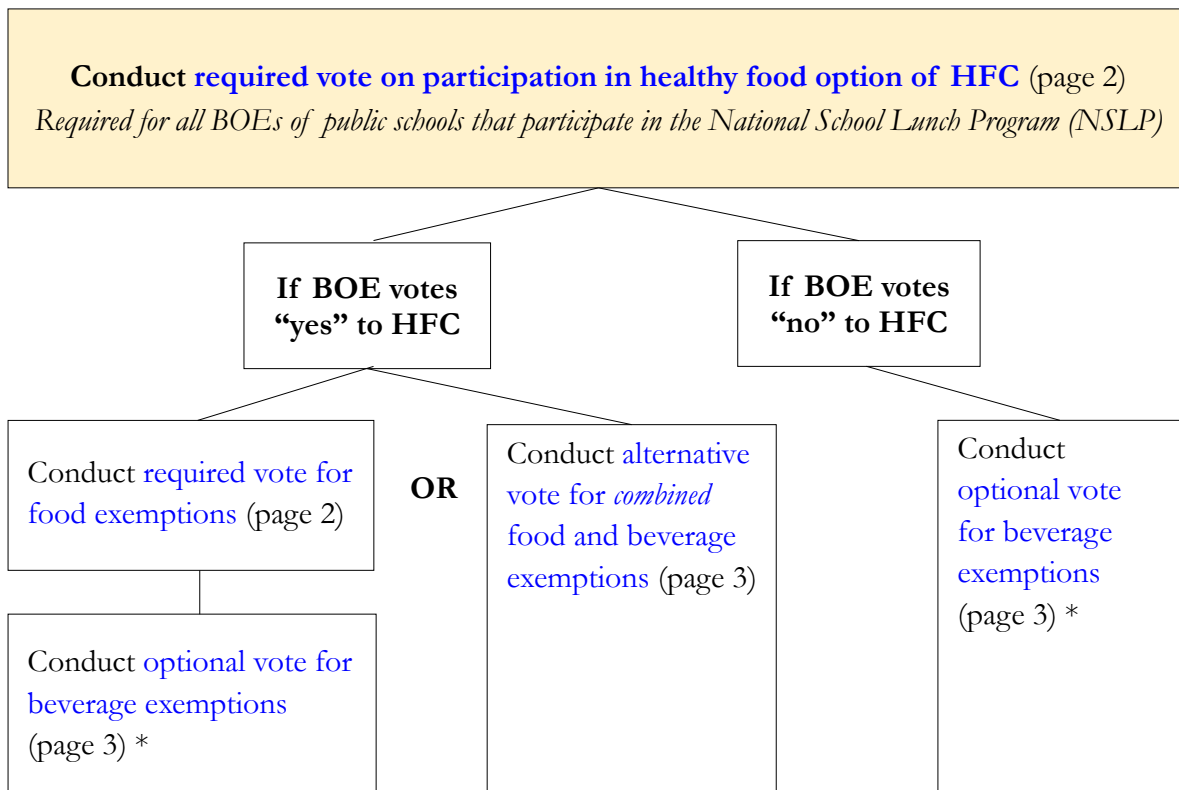 Conduct required vote on participation in healthy food option of HFC (page 2)
Required for all BOEs of public schools that participate in the National School Lunch Program (NSLP)
If BOE votes
“yes” to HFC
If BOE votes
“no” to HFC
Conduct required vote for
food exemptions (page 2)
OR
Conduct alternative
vote for combined
food and beverage
exemptions (page 3)
Conduct
optional vote
for beverage
exemptions
(page 3) *
Conduct optional vote for
beverage exemptions
(page 3) *